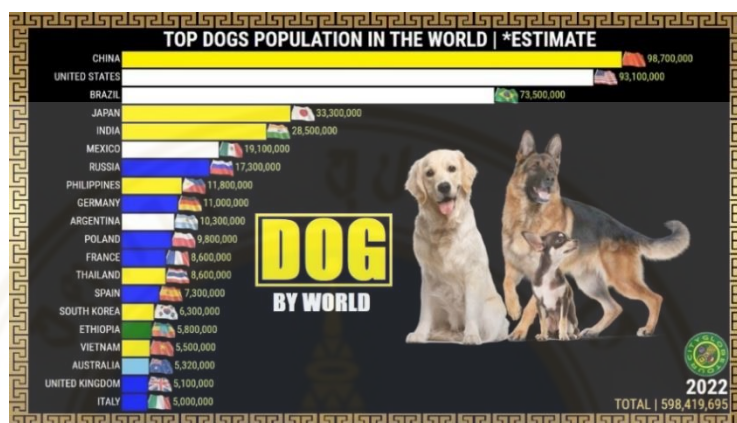 TOP DOGS POPULATION IN THE WORLD | *ESTIMATE
CHINA 98,700,000
UNITED STATES 93,100,000
BRAZIL 73,500,000
JAPAN 33,300,000
INDIA 28,500,000
MEXICO 19,100,000
RUSSIA 17,300,000
PHILIPPINES 11,800,000
GERMANY 11,000,000
ARGENTINA 10,300,000
POLAND 9,800,000
FRANCE 8,600,000
THAILAND 8,600,000
SPAIN 7,300,000
SOUTH KOREA 6,300,000
ETHIOPIA 5,800,000
VIETNAM 5,500,000
AUSTRALIA 5,320,000
UNITED KINGDOM 5,100,000
ITALY 5,000,000
DOG
BY WORLD
CITYGLOBETOUR
2022
TOTAL | 598,419,695